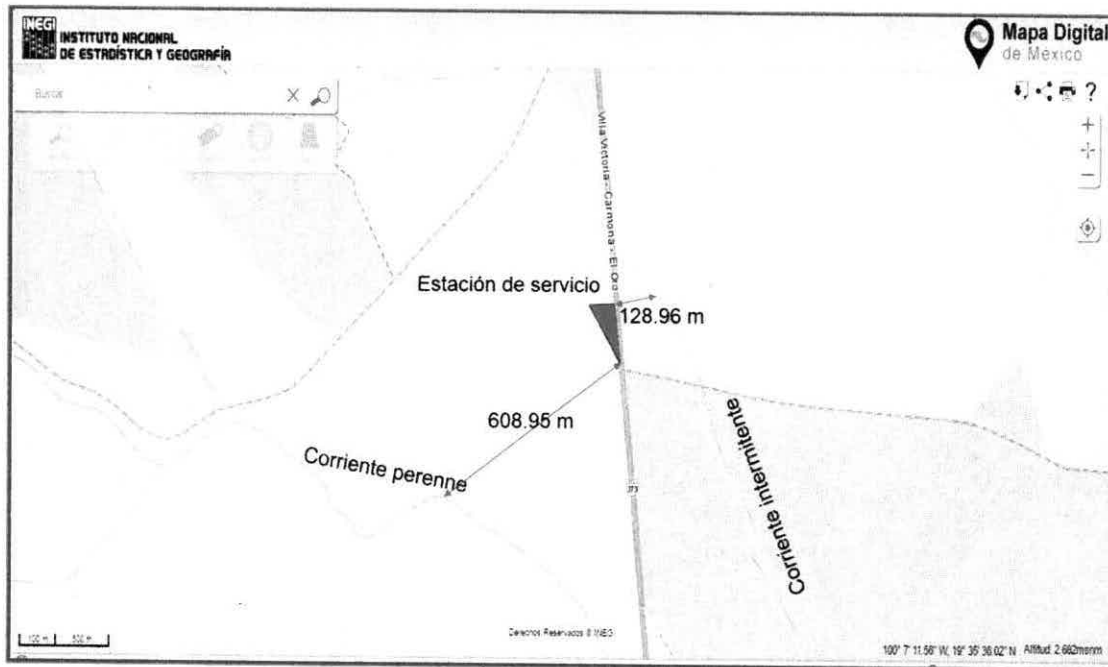 INEGI
INSTITUTO NACIONAL
DE ESTADÍSTICA Y GEOGRAFÍA
Mapa Digital
de México
Buscar
?
Villa Victoria - Carmona - El Oro
Estación de servicio
128.96 m
608.95 m
Corriente perenne
Corriente intermitente
Derechos Reservados © INEGI
100° 7' 11.56" W, 19° 35' 36.02" N Altitud: 2,682msnm